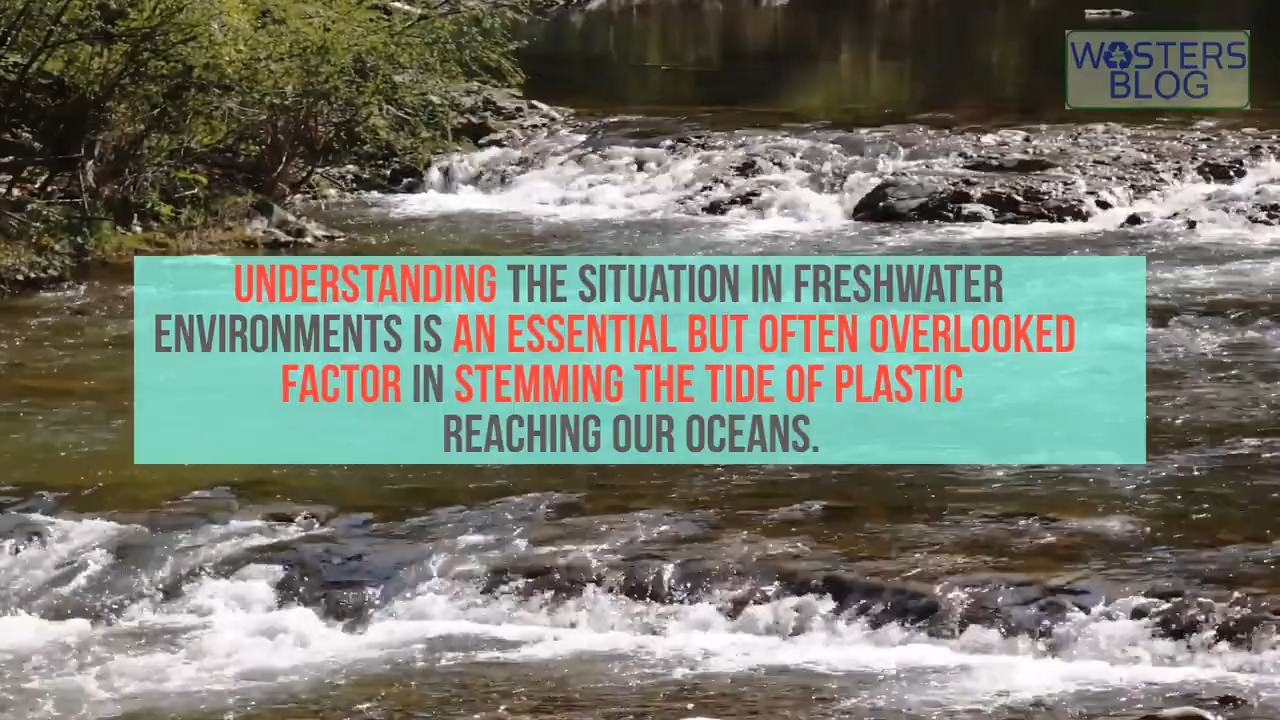 WASTERS
BLOG
UNDERSTANDING THE SITUATION IN FRESHWATER
ENVIRONMENTS IS AN ESSENTIAL BUT OFTEN OVERLOOKED
FACTOR IN STEMMING THE TIDE OF PLASTIC
REACHING OUR OCEANS.